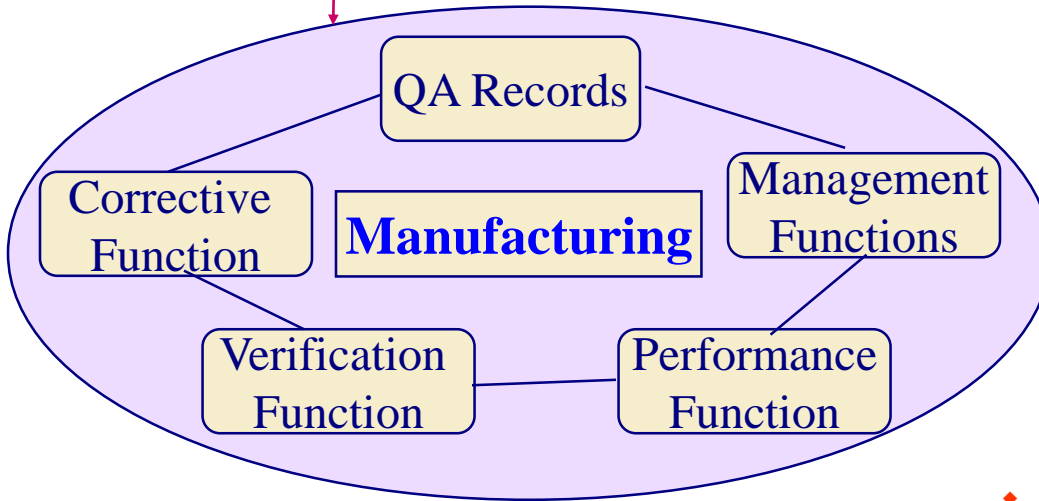 QA Records
Corrective
Function
Manufacturing
Management
Functions
Verification
Function
Performance
Function